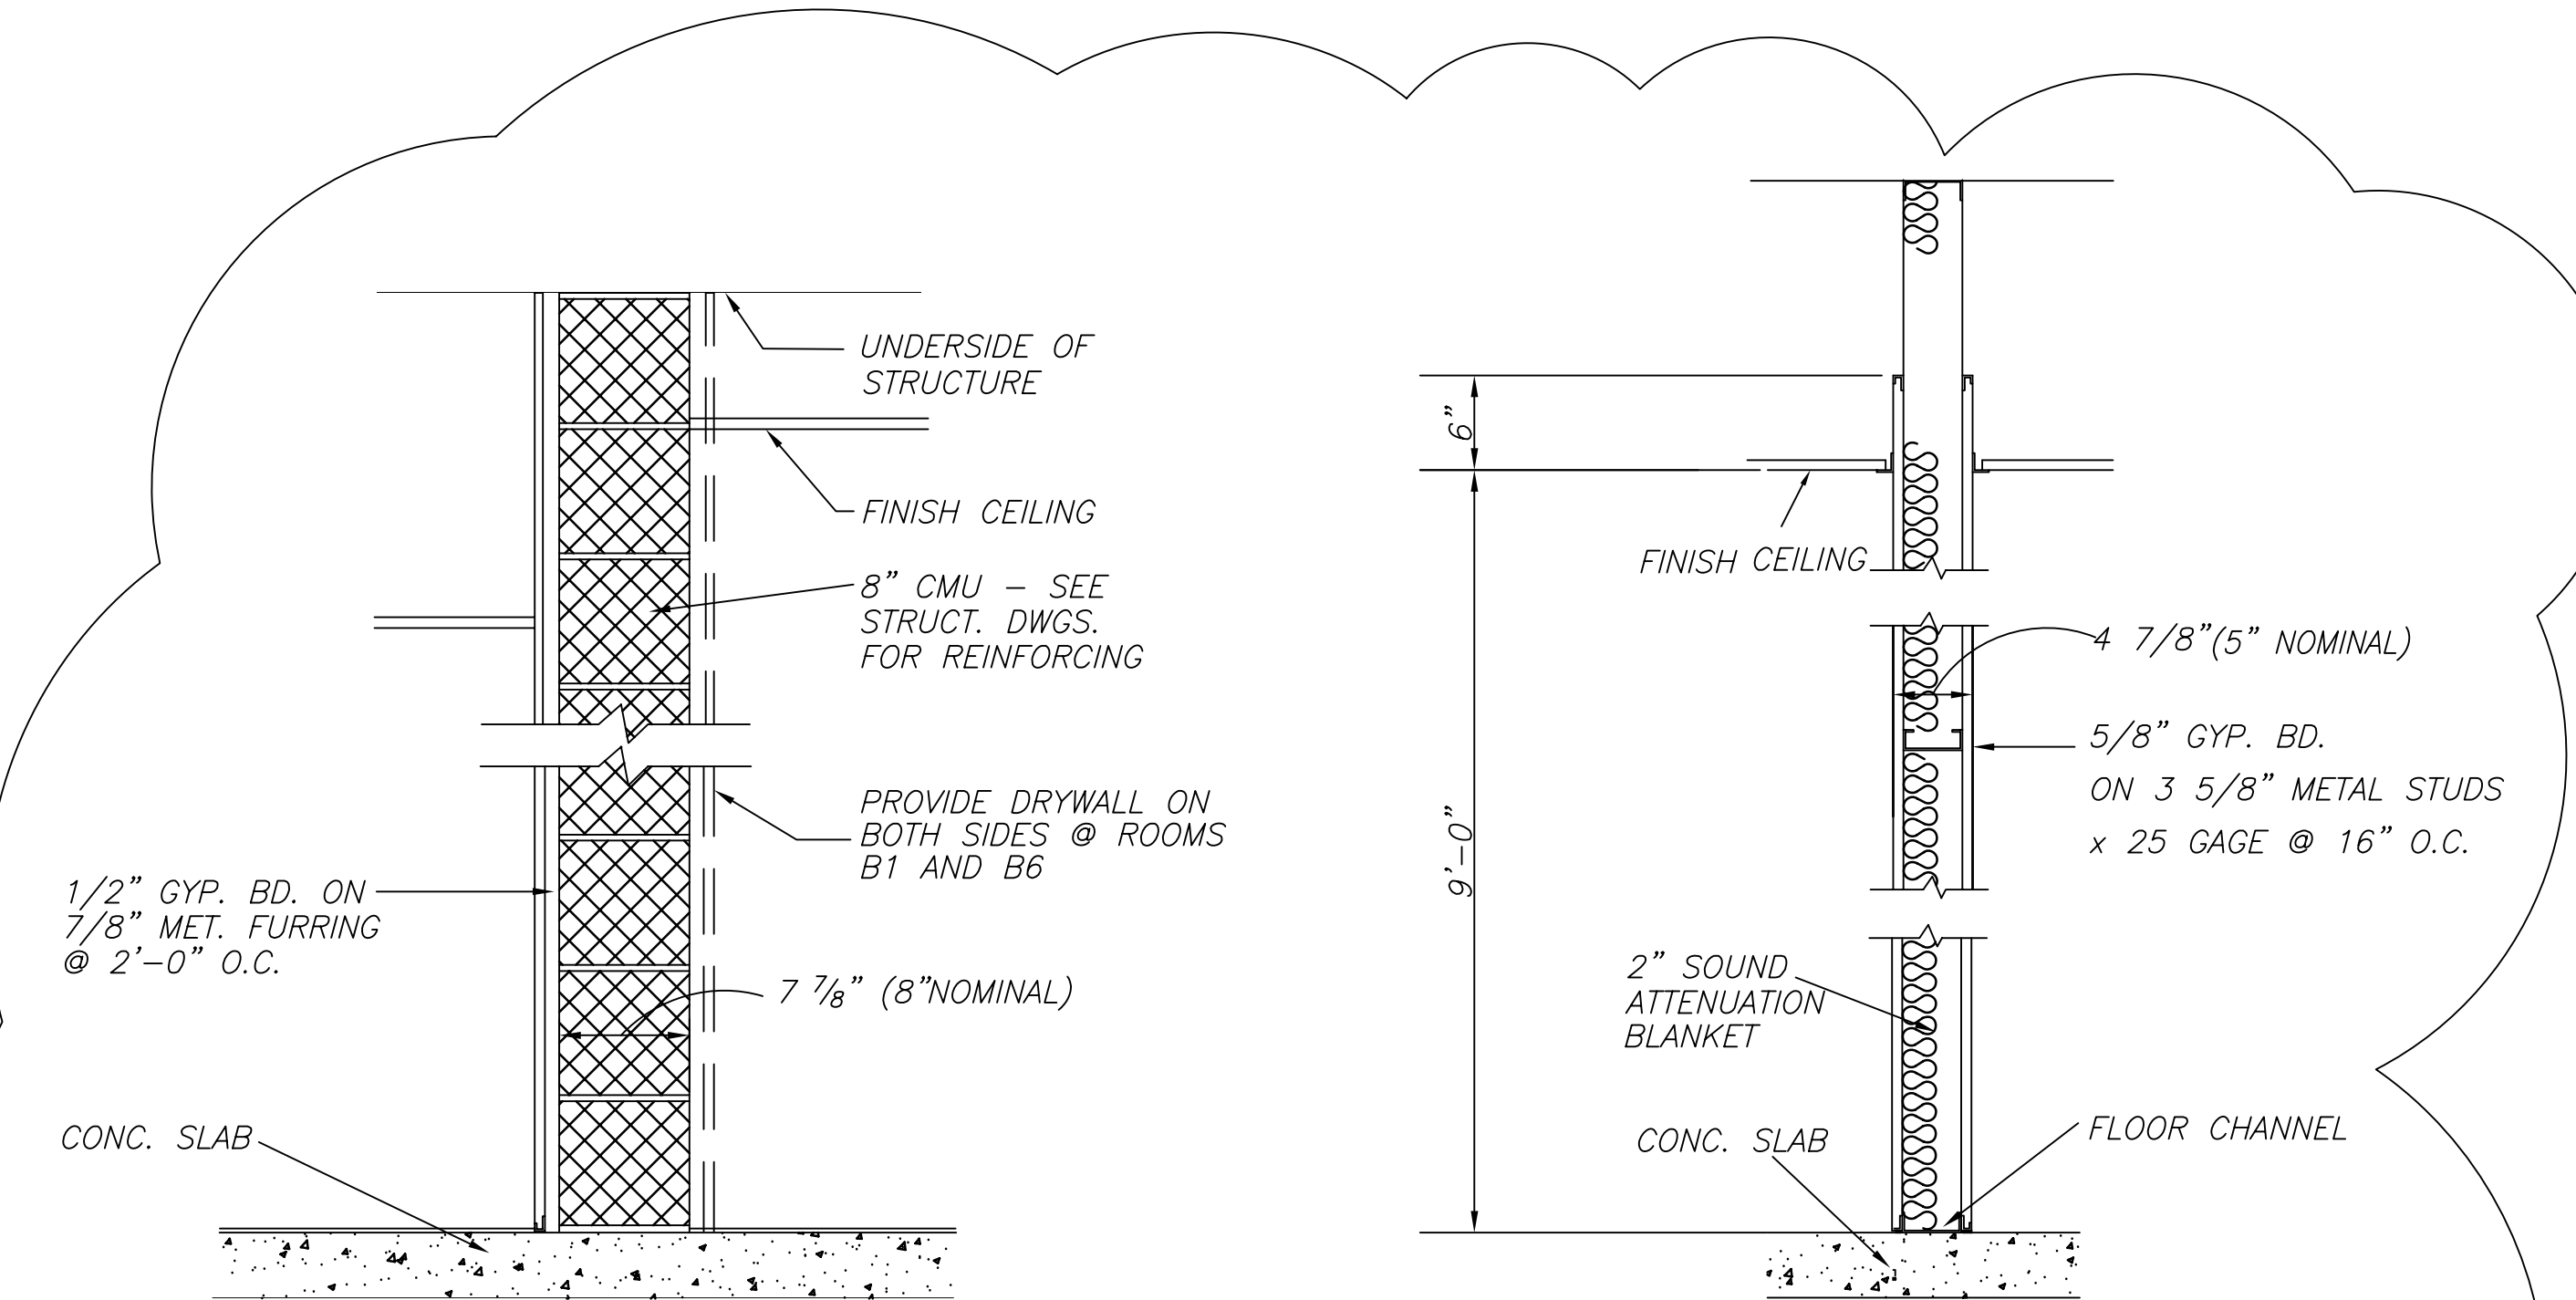 UNDERSIDE OF
STRUCTURE
FINISH CEILING
8" CMU – SEE
STRUCT. DWGS.
FOR REINFORCING
PROVIDE DRYWALL ON
BOTH SIDES @ ROOMS
B1 AND B6
1/2" GYP. BD. ON
7/8" MET. FURRING
@ 2'–0" O.C.
7 7/8" (8"NOMINAL)
CONC. SLAB
6"
FINISH CEILING
9'–0"
4 7/8"(5" NOMINAL)
5/8" GYP. BD.
ON 3 5/8" METAL STUDS
x 25 GAGE @ 16" O.C.
2" SOUND
ATTENUATION
BLANKET
CONC. SLAB
FLOOR CHANNEL